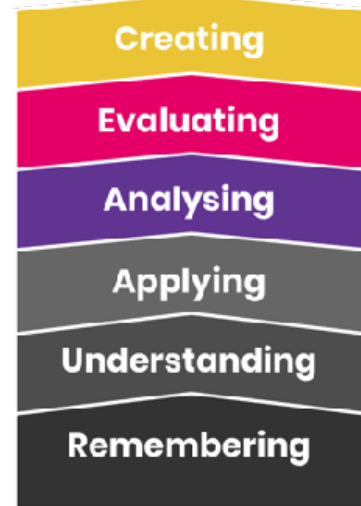 Creating
Evaluating
Analysing
Applying
Understanding
Remembering